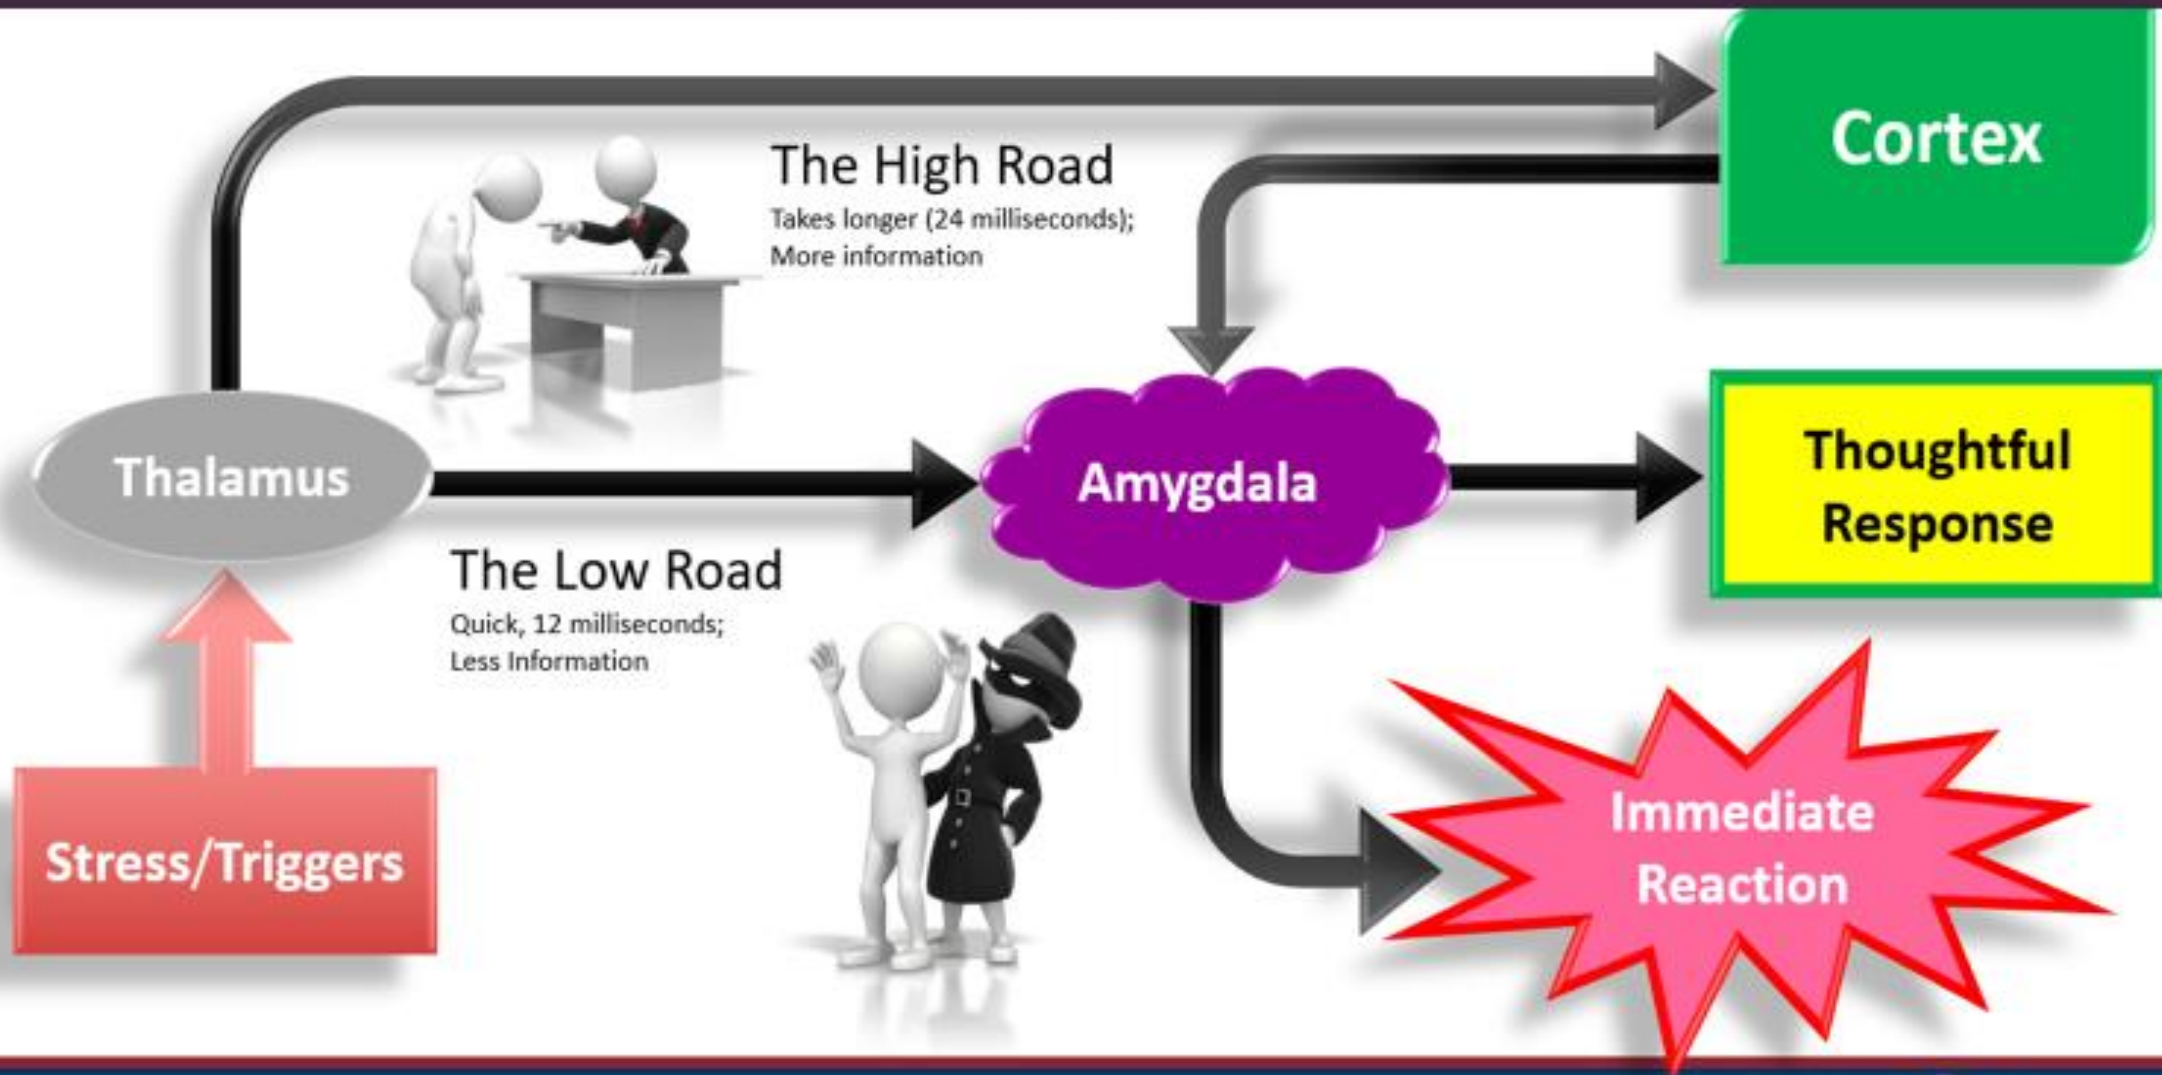 Cortex
The High Road
Takes longer (24 milliseconds);
More information
Thalamus
Amygdala
Thoughtful
Response
The Low Road
Quick, 12 milliseconds;
Less Information
Stress/Triggers
Immediate
Reaction